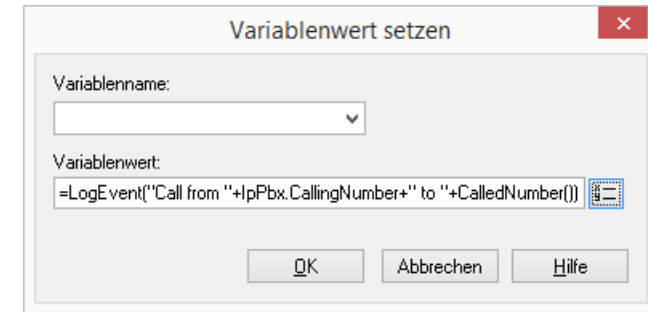 Variablenwert setzen
Variablenname:
Variablenwert:
=LogEvent("Call from "+IpPbx.CallingNumber+" to "+CalledNumber())
OK Abbrechen Hilfe